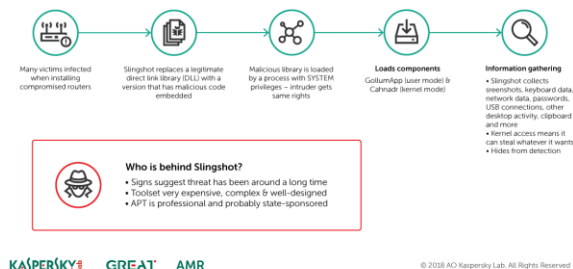 Many victims infected
when installing
compromised routers
Slingshot replaces a legitimate
direct link library (DLL) with a
version that has malicious code
embedded
Malicious library is loaded
by a process with SYSTEM
privileges – intruder gets
same rights
Loads components
GollumApp (user mode) &
Cahnadr (kernel mode)
Information gathering
• Slingshot collects
sreenshots, keyboard data,
network data, passwords,
USB connections, other
desktop activity, clipboard
and more
• Kernel access means it
can steal whatever it wants
• Hides from detection
Who is behind Slingshot?
• Signs suggest threat has been around a long time
• Toolset very expensive, complex & well-designed
• APT is professional and probably state-sponsored
KASPERSKY lab
GREAT
AMR
© 2018 AO Kaspersky Lab. All Rights Reserved